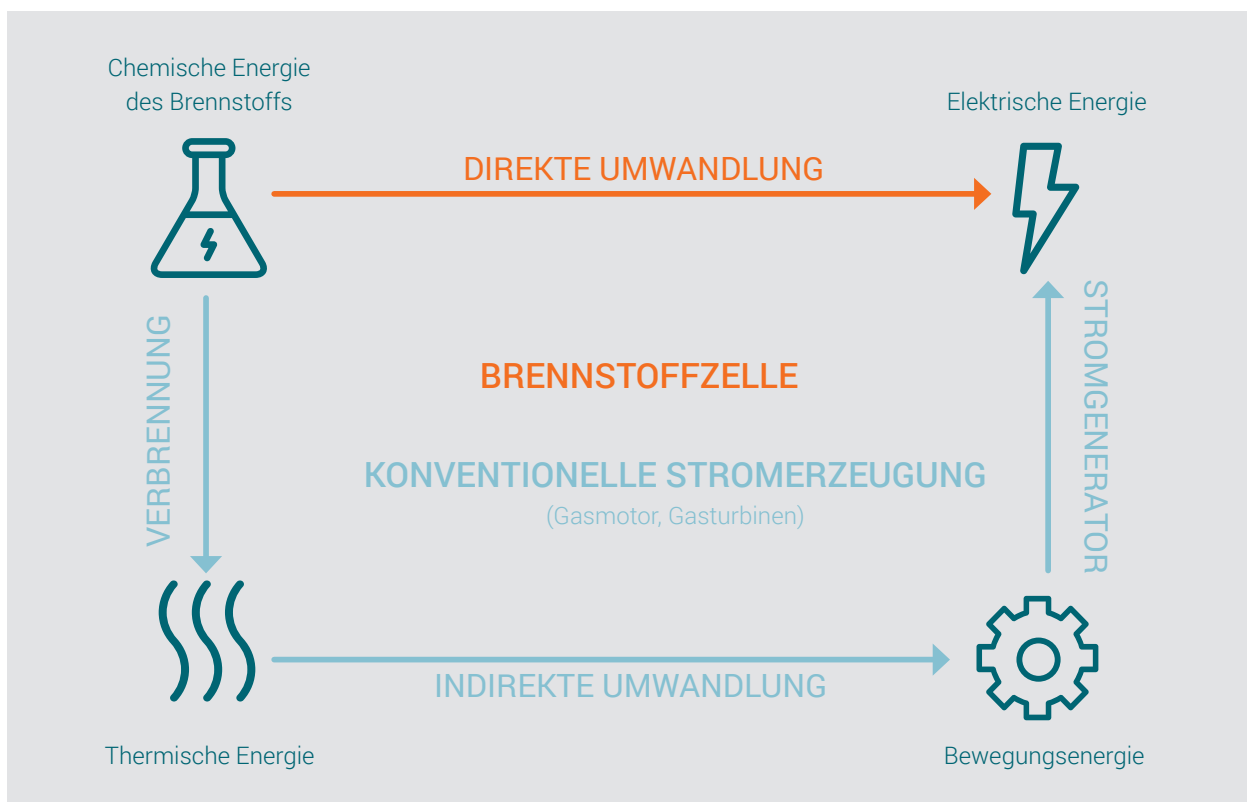 Chemische Energie
des Brennstoffs
Elektrische Energie
DIREKTE UMWANDLUNG
VERBRENNUNG
STROMGENERATOR
BRENNSTOFFZELLE
KONVENTIONELLE STROMERZEUGUNG
(Gasmotor, Gasturbinen)
INDIREKTE UMWANDLUNG
Thermische Energie
Bewegungsenergie